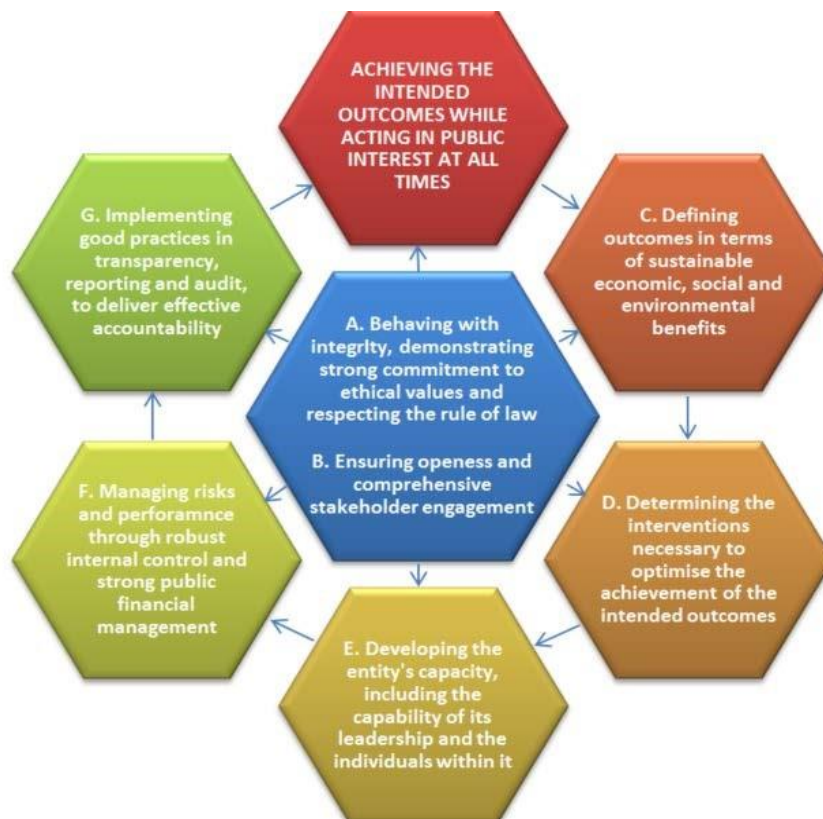 ACHIEVING THE
INTENDED
OUTCOMES WHILE
ACTING IN PUBLIC
INTEREST AT ALL
TIMES
G. Implementing
good practices in
transparency,
reporting and audit,
to deliver effective
accountability
C. Defining
outcomes in terms
of sustainable
economic, social and
environmental
benefits
A. Behaving with
integrIty, demonstrating
strong commitment to
ethical values and
respecting the rule of law
B. Ensuring openess and
comprehensive
stakeholder engagement
F. Managing risks
and perforamnce
through robust
internal control and
strong public
financial
management
D. Determining the
interventions
necessary to
optimise the
achievement of the
intended outcomes
E. Developing the
entity's capacity,
including the
capability of its
leadership and the
individuals within it